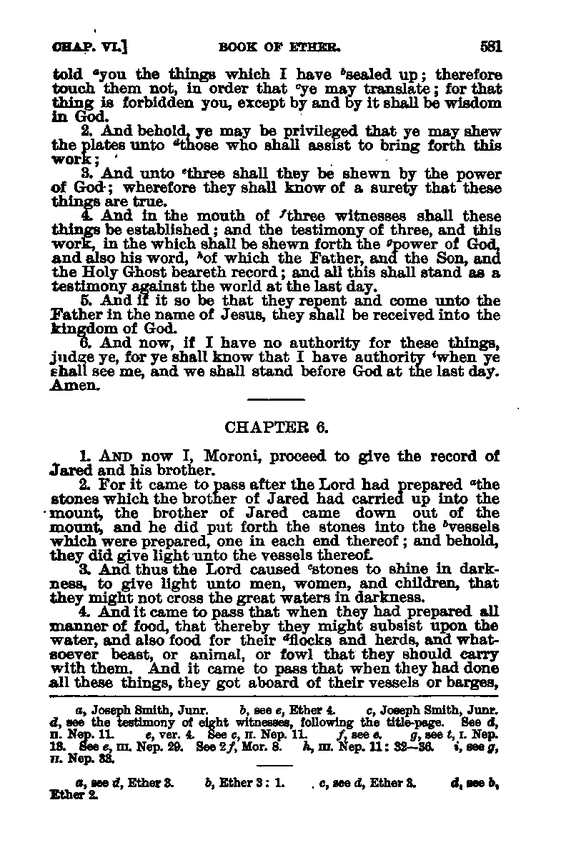 CHAP. VI.] BOOK OF ETHER. 581
told ᵃyou the things which I have ᵇsealed up; therefore
touch them not, in order that ᶜye may translate; for that
thing is forbidden you, except by and by it shall be wisdom
in God.
2. And behold, ye may be privileged that ye may shew
the plates unto ᵈthose who shall assist to bring forth this
work;
3. And unto ᵉthree shall they be shewn by the power
of God; wherefore they shall know of a surety that these
things are true.
4. And in the mouth of ᶠthree witnesses shall these
things be established; and the testimony of three, and this
work, in the which shall be shewn forth the ᵍpower of God,
and also his word, ʰof which the Father, and the Son, and
the Holy Ghost beareth record; and all this shall stand as a
testimony against the world at the last day.
5. And if it so be that they repent and come unto the
Father in the name of Jesus, they shall be received into the
kingdom of God.
6. And now, if I have no authority for these things,
judge ye, for ye shall know that I have authority ⁱwhen ye
shall see me, and we shall stand before God at the last day.
Amen.
CHAPTER 6.
1. AND now I, Moroni, proceed to give the record of
Jared and his brother.
2. For it came to pass after the Lord had prepared ᵃthe
stones which the brother of Jared had carried up into the
mount, the brother of Jared came down out of the
mount, and he did put forth the stones into the ᵇvessels
which were prepared, one in each end thereof; and behold,
they did give light unto the vessels thereof.
3. And thus the Lord caused ᶜstones to shine in dark-
ness, to give light unto men, women, and children, that
they might not cross the great waters in darkness.
4. And it came to pass that when they had prepared all
manner of food, that thereby they might subsist upon the
water, and also food for their ᵈflocks and herds, and what-
soever beast, or animal, or fowl that they should carry
with them. And it came to pass that when they had done
all these things, they got aboard of their vessels or barges,
a, Joseph Smith, Junr. b, see e, Ether 4. c, Joseph Smith, Junr.
d, see the testimony of eight witnesses, following the title-page. See d,
II. Nep. 11. e, ver. 4. See c, II. Nep. 11. f, see e. g, see t, I. Nep.
13. See e, III. Nep. 29. See 2f, Mor. 8. h, III. Nep. 11: 32—36. i, see g,
II. Nep. 33.
a, see d, Ether 3. b, Ether 3: 1. c, see d, Ether 3. d, see b,
Ether 2.